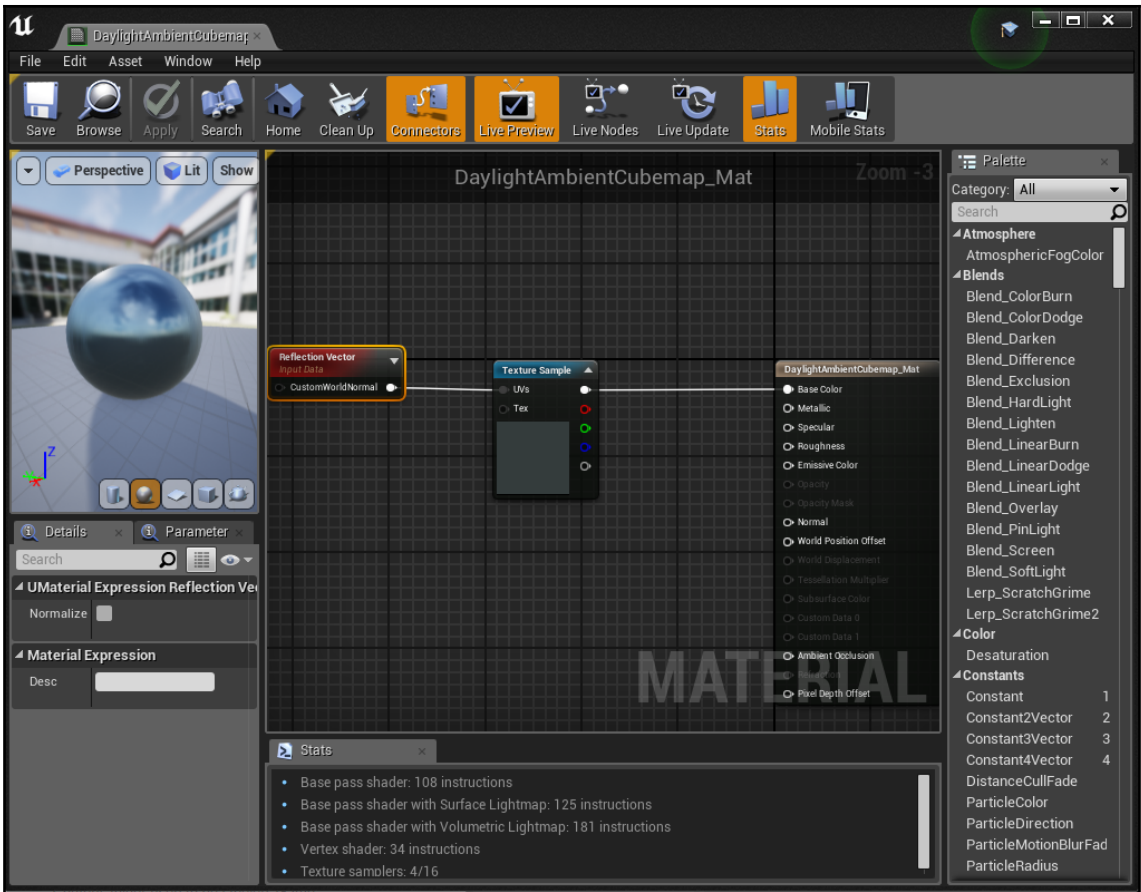 DaylightAmbientCubemap
File Edit Asset Window Help
Save Browse Apply Search Home Clean Up Connectors Live Preview Live Nodes Live Update Stats Mobile Stats
Perspective Lit Show
DaylightAmbientCubemap_Mat
Zoom -3
Reflection Vector
Input Data
CustomWorldNormal
Texture Sample
UVs
Tex
DaylightAmbientCubemap_Mat
Base Color
Metallic
Specular
Roughness
Emissive Color
Opacity
Opacity Mask
Normal
World Position Offset
World Displacement
Tessellation Multiplier
Subsurface Color
Custom Data 0
Custom Data 1
Ambient Occlusion
Refraction
Pixel Depth Offset
MATERIAL
Z
Details Parameter
Search
UMaterial Expression Reflection Ve
Normalize
Material Expression
Desc
Stats
Base pass shader: 108 instructions
Base pass shader with Surface Lightmap: 125 instructions
Base pass shader with Volumetric Lightmap: 181 instructions
Vertex shader: 34 instructions
Texture samplers: 4/16
Palette
Category: All
Search
Atmosphere
AtmosphericFogColor
Blends
Blend_ColorBurn
Blend_ColorDodge
Blend_Darken
Blend_Difference
Blend_Exclusion
Blend_HardLight
Blend_Lighten
Blend_LinearBurn
Blend_LinearDodge
Blend_LinearLight
Blend_Overlay
Blend_PinLight
Blend_Screen
Blend_SoftLight
Lerp_ScratchGrime
Lerp_ScratchGrime2
Color
Desaturation
Constants
Constant 1
Constant2Vector 2
Constant3Vector 3
Constant4Vector 4
DistanceCullFade
ParticleColor
ParticleDirection
ParticleMotionBlurFad
ParticleRadius